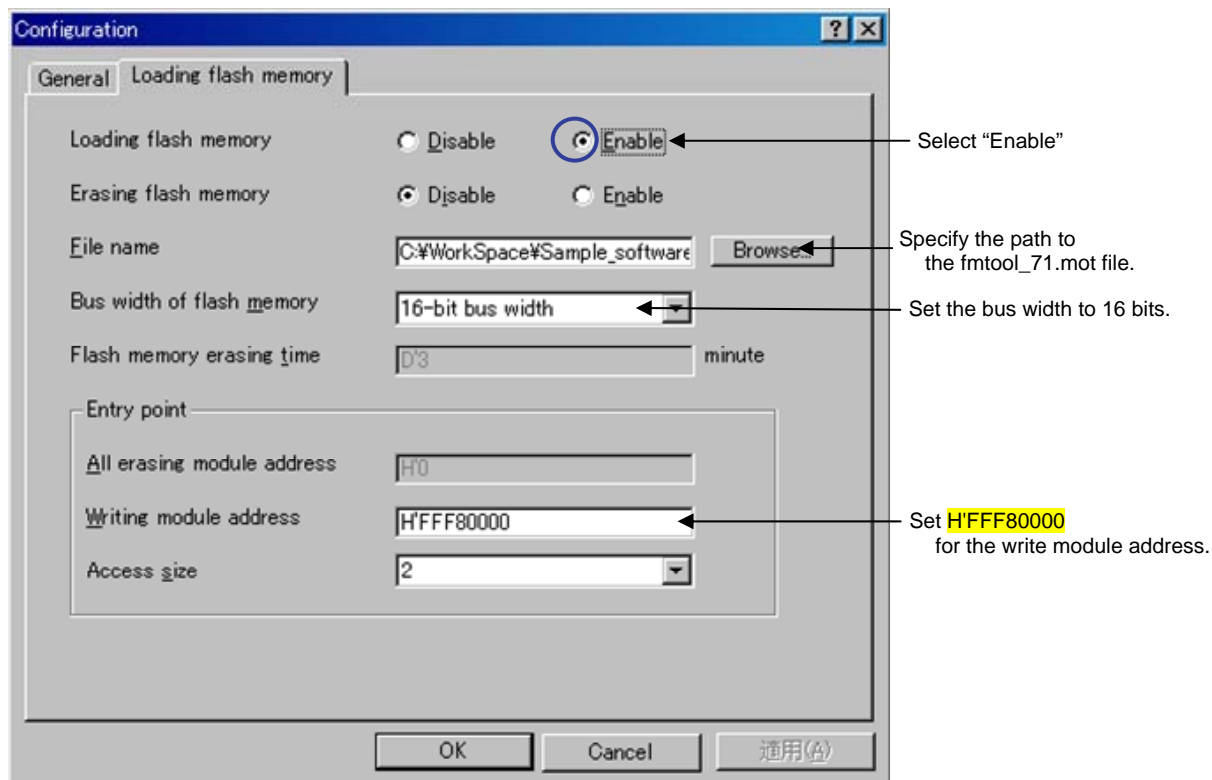 Configuration
General Loading flash memory
Loading flash memory Disable Enable Select “Enable”
Erasing flash memory Disable Enable
File name C:¥WorkSpace¥Sample_software Browse... Specify the path to
the fmtool_71.mot file.
Bus width of flash memory 16-bit bus width Set the bus width to 16 bits.
Flash memory erasing time D'3 minute
Entry point
All erasing module address H'0
Writing module address H'FFF80000 Set H'FFF80000
for the write module address.
Access size 2
OK Cancel 適用(A)